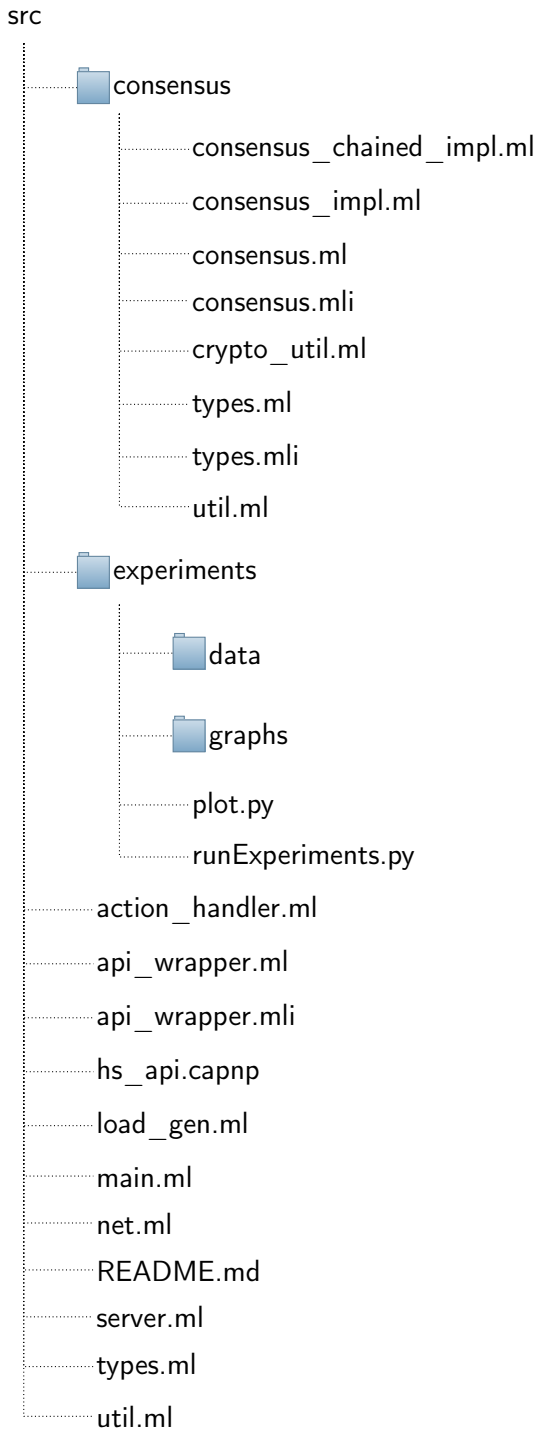 src
consensus
consensus_chained_impl.ml
consensus_impl.ml
consensus.ml
consensus.mli
crypto_util.ml
types.ml
types.mli
util.ml
experiments
data
graphs
plot.py
runExperiments.py
action_handler.ml
api_wrapper.ml
api_wrapper.mli
hs_api.capnp
load_gen.ml
main.ml
net.ml
README.md
server.ml
types.ml
util.ml